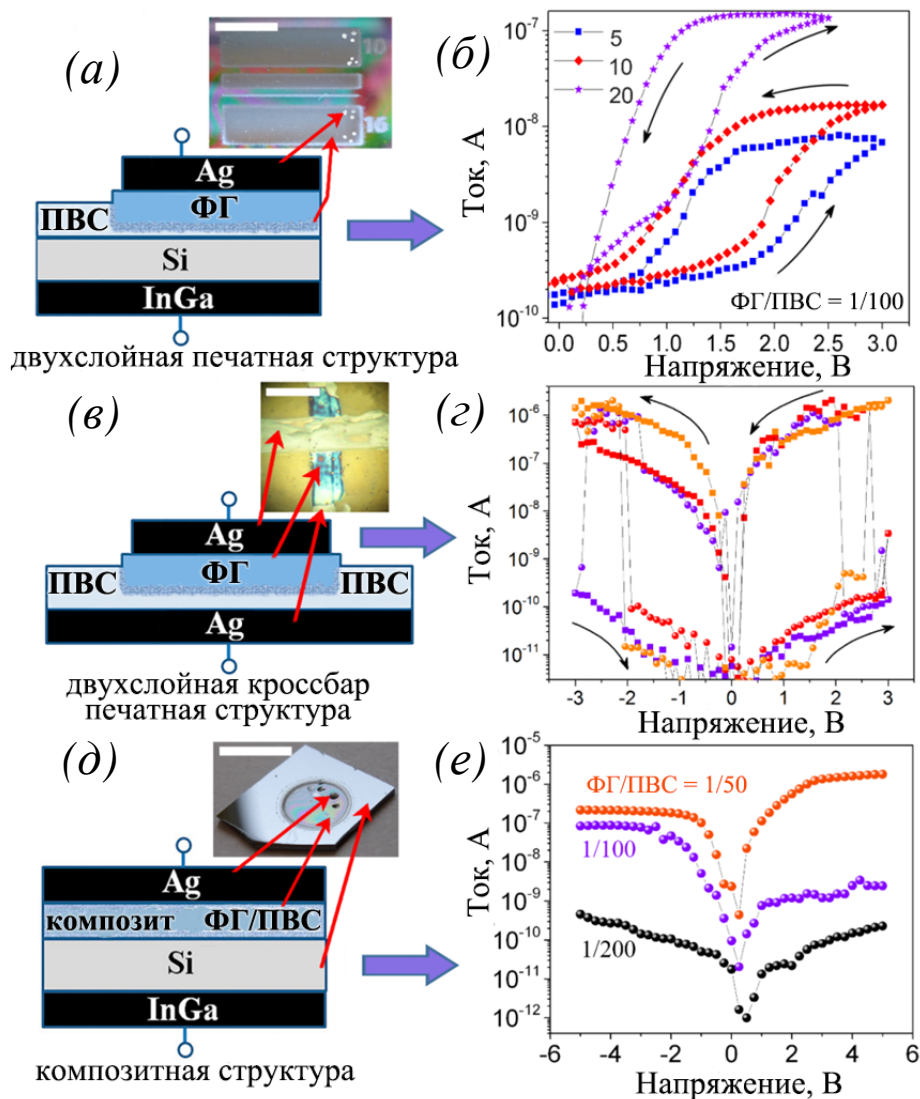 (а)
10
16
Ag
ФГ
ПВС
Si
InGa
двухслойная печатная структура
(б)
5
10
20
Ток, А
10⁻⁷
10⁻⁸
10⁻⁹
10⁻¹⁰
ФГ/ПВС = 1/100
0.0 0.5 1.0 1.5 2.0 2.5 3.0
Напряжение, В
(в)
Ag
ФГ
ПВС ПВС
Ag
двухслойная кроссбар
печатная структура
(г)
Ток, А
10⁻⁶
10⁻⁷
10⁻⁸
10⁻⁹
10⁻¹⁰
10⁻¹¹
-3 -2 -1 0 1 2 3
Напряжение, В
(д)
Ag
композит ФГ/ПВС
Si
InGa
композитная структура
(е)
Ток, А
10⁻⁵
10⁻⁶
10⁻⁷
10⁻⁸
10⁻⁹
10⁻¹⁰
10⁻¹¹
10⁻¹²
ФГ/ПВС = 1/50
1/100
1/200
-6 -4 -2 0 2 4 6
Напряжение, В